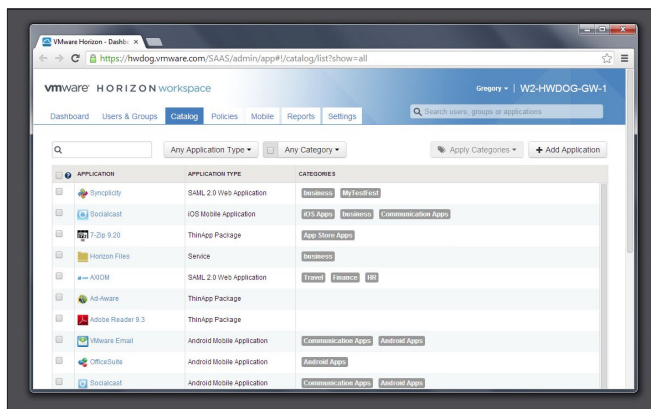 VMware Horizon - Dashbo
https://hwdog.vmware.com/SAAS/admin/app#!/catalog/list?show=all
vmware HORIZON workspace
Gregory W2-HWDOG-GW-1
Dashboard Users & Groups Catalog Policies Mobile Reports Settings Search users, groups or applications
Any Application Type Any Category Apply Categories + Add Application
APPLICATION APPLICATION TYPE CATEGORIES
Syncplicity SAML 2.0 Web Application business MyTestFest
Socialcast iOS Mobile Application iOS Apps business Communication Apps
7-Zip 9.20 ThinApp Package App Store Apps
Horizon Files Service business
AXIOM SAML 2.0 Web Application Travel Finance HR
Ad-Aware ThinApp Package
Adobe Reader 9.3 ThinApp Package
VMware Email Android Mobile Application Communication Apps Android Apps
OfficeSuite Android Mobile Application Android Apps
Socialcast Android Mobile Application Communication Apps Android Apps